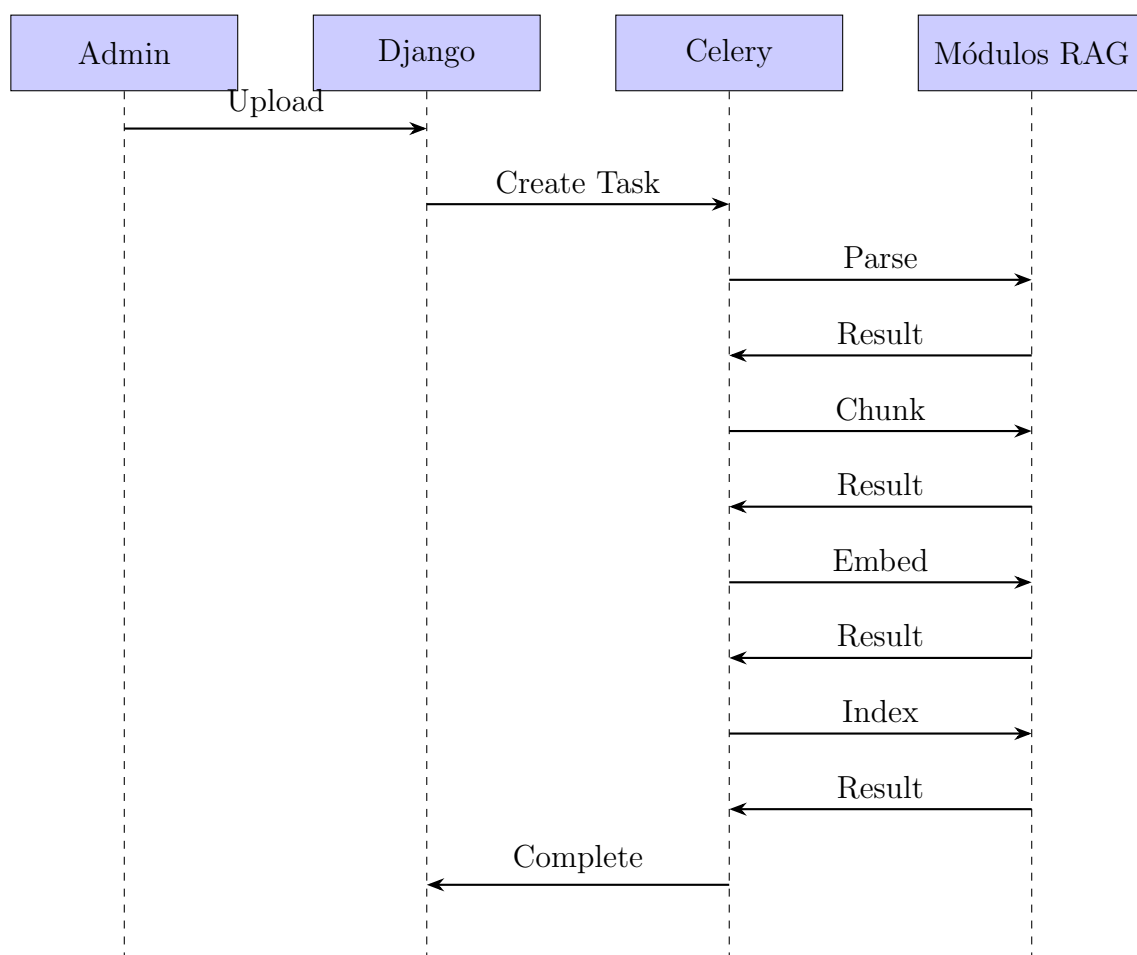 Admin
Django
Celery
Módulos RAG
Upload
Create Task
Parse
Result
Chunk
Result
Embed
Result
Index
Result
Complete